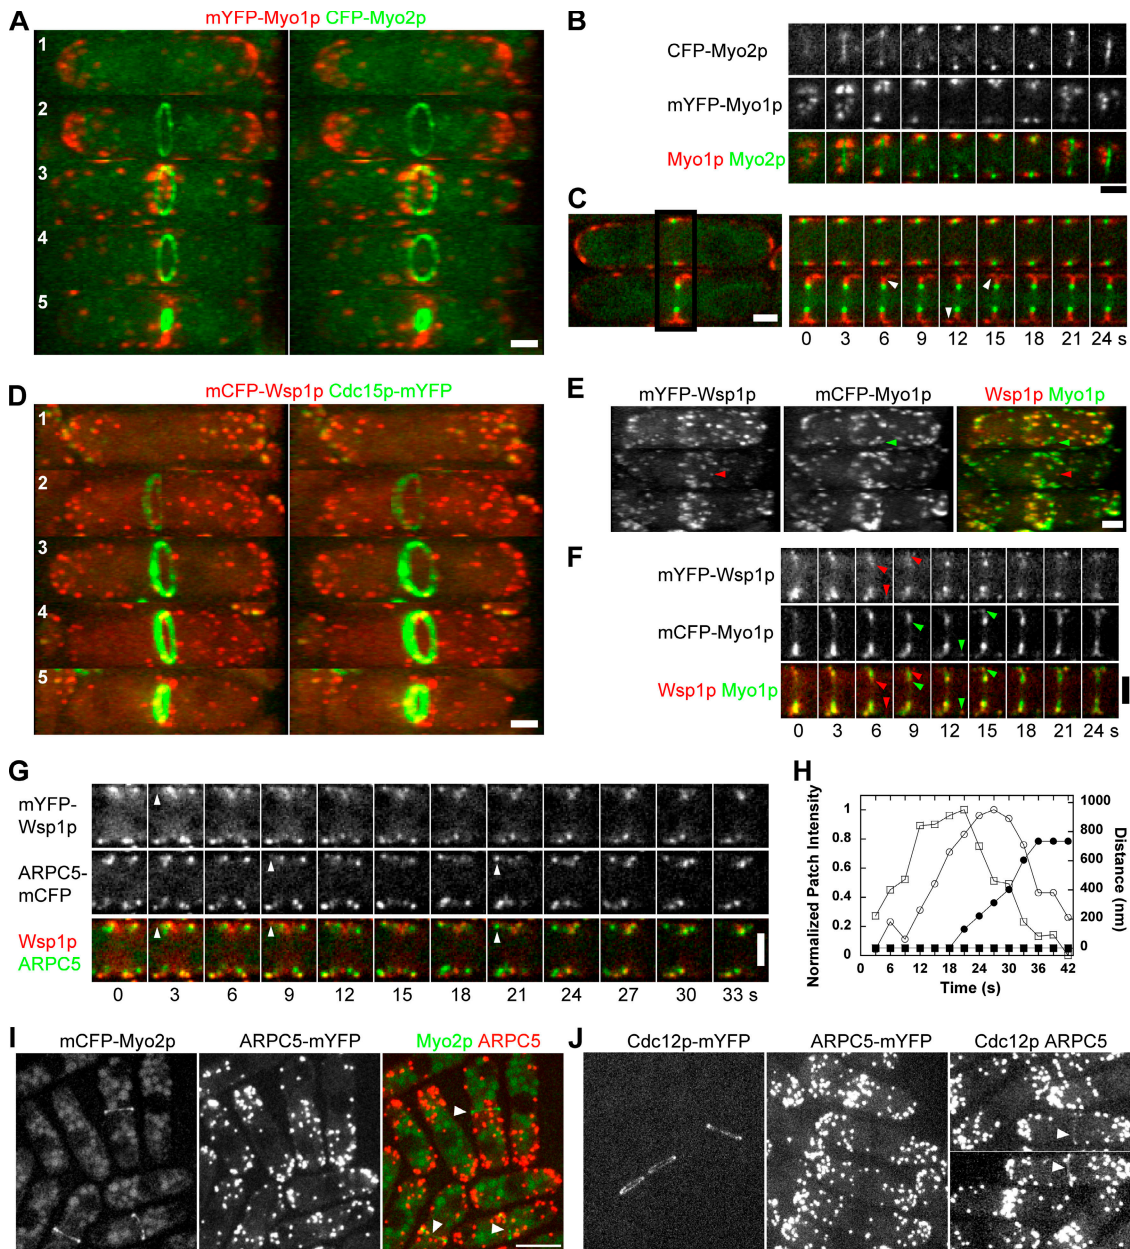 A
mYFP-Myo1p CFP-Myo2p
1
2
3
4
5
B
CFP-Myo2p
mYFP-Myo1p
Myo1p Myo2p
C
0 3 6 9 12 15 18 21 24 s
D
mCFP-Wsp1p Cdc15p-mYFP
1
2
3
4
5
E
mYFP-Wsp1p mCFP-Myo1p Wsp1p Myo1p
F
mYFP-Wsp1p
mCFP-Myo1p
Wsp1p Myo1p
0 3 6 9 12 15 18 21 24 s
G
mYFP-
Wsp1p
ARPC5-
mCFP
Wsp1p
ARPC5
0 3 6 9 12 15 18 21 24 27 30 33 s
H
Normalized Patch Intensity
1
0.8
0.6
0.4
0.2
0
1000
800
600
400
200
0
Distance (nm)
0 6 12 18 24 30 36 42
Time (s)
I
mCFP-Myo2p ARPC5-mYFP Myo2p ARPC5
J
Cdc12p-mYFP ARPC5-mYFP Cdc12p ARPC5